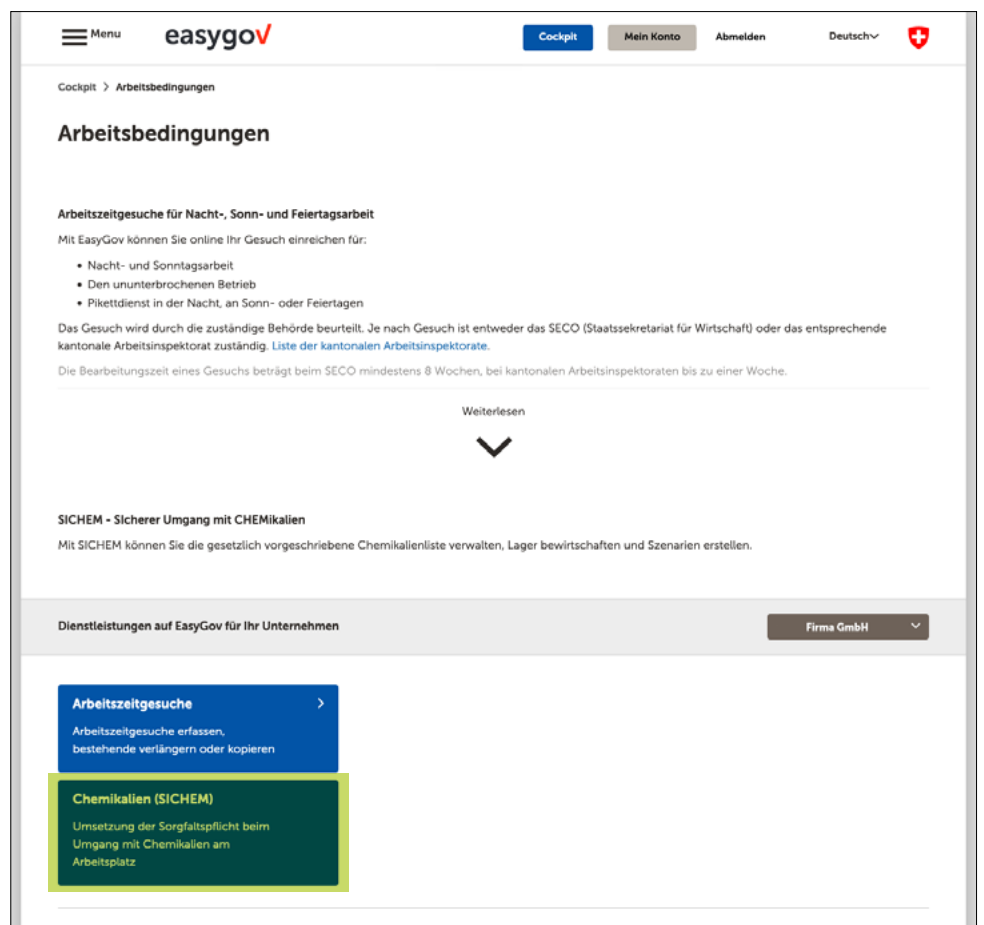 Menu easygov Cockpit Mein Konto Abmelden Deutsch
Cockpit > Arbeitsbedingungen
Arbeitsbedingungen
Arbeitszeitgesuche für Nacht-, Sonn- und Feiertagsarbeit
Mit EasyGov können Sie online Ihr Gesuch einreichen für:
• Nacht- und Sonntagsarbeit
• Den ununterbrochenen Betrieb
• Pikettdienst in der Nacht, an Sonn- oder Feiertagen
Das Gesuch wird durch die zuständige Behörde beurteilt. Je nach Gesuch ist entweder das SECO (Staatssekretariat für Wirtschaft) oder das entsprechende
kantonale Arbeitsinspektorat zuständig. Liste der kantonalen Arbeitsinspektorate.
Die Bearbeitungszeit eines Gesuchs beträgt beim SECO mindestens 8 Wochen, bei kantonalen Arbeitsinspektoraten bis zu einer Woche.
Weiterlesen
SICHEM - SIcherer Umgang mit CHEMikalien
Mit SICHEM können Sie die gesetzlich vorgeschriebene Chemikalienliste verwalten, Lager bewirtschaften und Szenarien erstellen.
Dienstleistungen auf EasyGov für Ihr Unternehmen Firma GmbH
Arbeitszeitgesuche
Arbeitszeitgesuche erfassen,
bestehende verlängern oder kopieren
Chemikalien (SICHEM)
Umsetzung der Sorgfaltspflicht beim
Umgang mit Chemikalien am
Arbeitsplatz